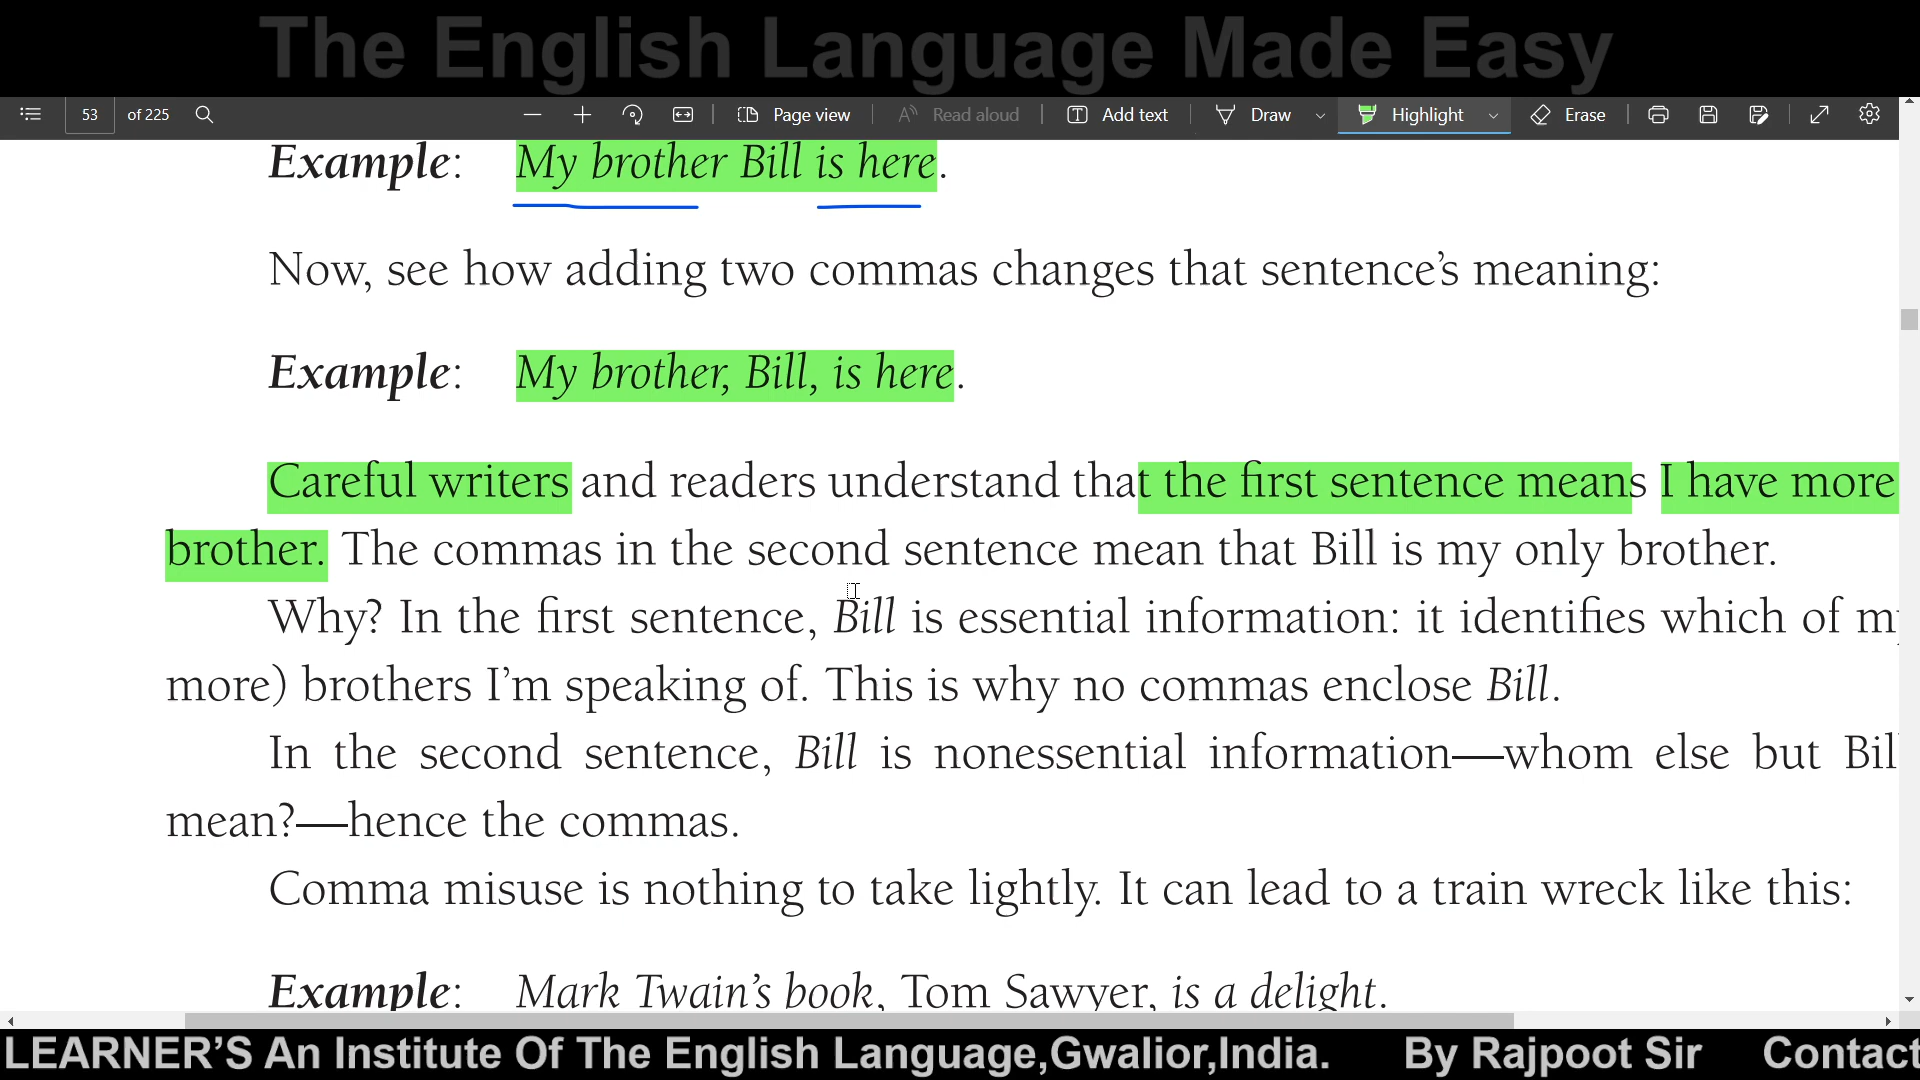 The English Language Made Easy
53 of 225 Page view Read aloud Add text Draw Highlight Erase
Example: My brother Bill is here.
Now, see how adding two commas changes that sentence’s meaning:
Example: My brother, Bill, is here.
Careful writers and readers understand that the first sentence means I have more
brother. The commas in the second sentence mean that Bill is my only brother.
Why? In the first sentence, Bill is essential information: it identifies which of
more) brothers I’m speaking of. This is why no commas enclose Bill.
In the second sentence, Bill is nonessential information—whom else but
mean?—hence the commas.
Comma misuse is nothing to take lightly. It can lead to a train wreck like this:
Example: Mark Twain’s book, Tom Sawyer, is a delight.
LEARNER’S An Institute Of The English Language,Gwalior,India. By Rajpoot Sir Contact